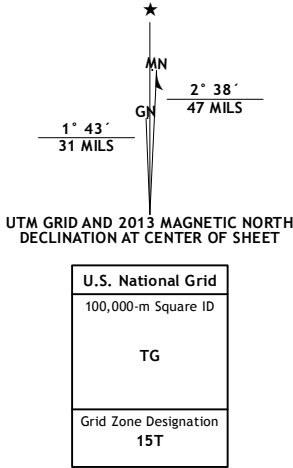 ★
MN
GN
2° 38´
47 MILS
1° 43´
31 MILS
UTM GRID AND 2013 MAGNETIC NORTH
DECLINATION AT CENTER OF SHEET
U.S. National Grid
100,000-m Square ID
TG
Grid Zone Designation
15T